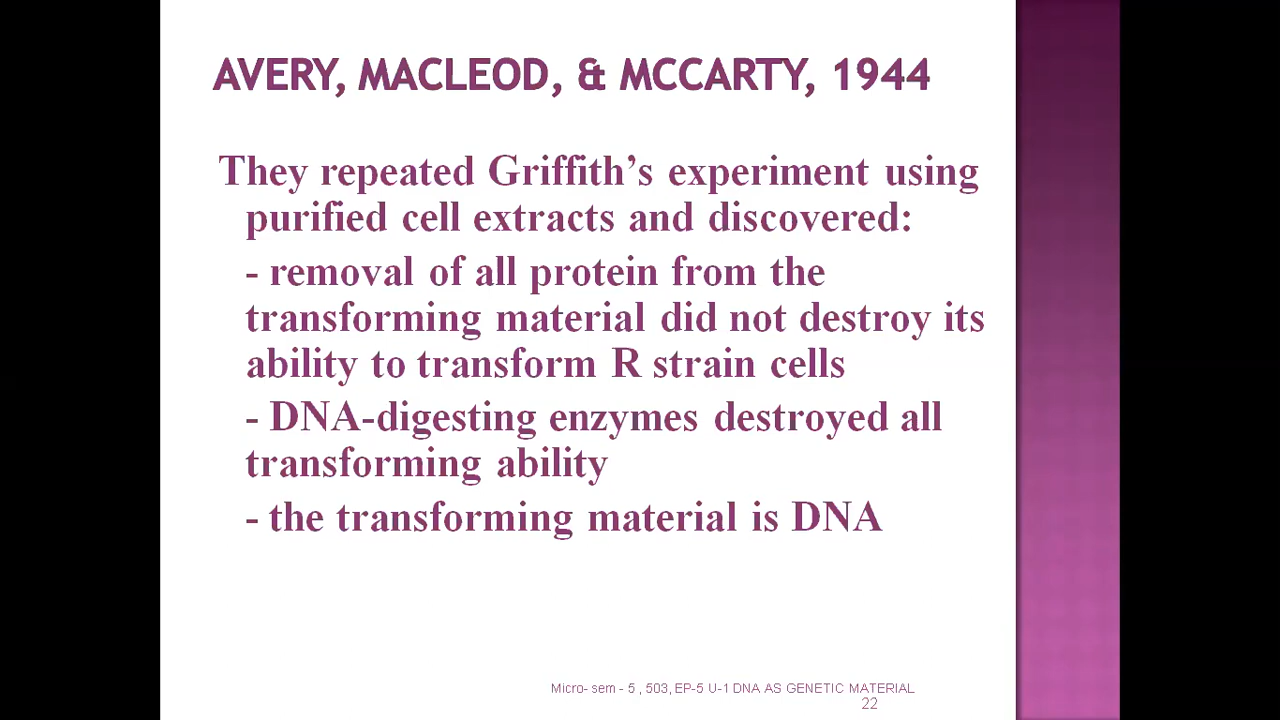 AVERY, MACLEOD, & MCCARTY, 1944
They repeated Griffith’s experiment using
purified cell extracts and discovered:
- removal of all protein from the
transforming material did not destroy its
ability to transform R strain cells
- DNA-digesting enzymes destroyed all
transforming ability
- the transforming material is DNA
Micro- sem - 5 , 503, EP-5 U-1 DNA AS GENETIC MATERIAL
22